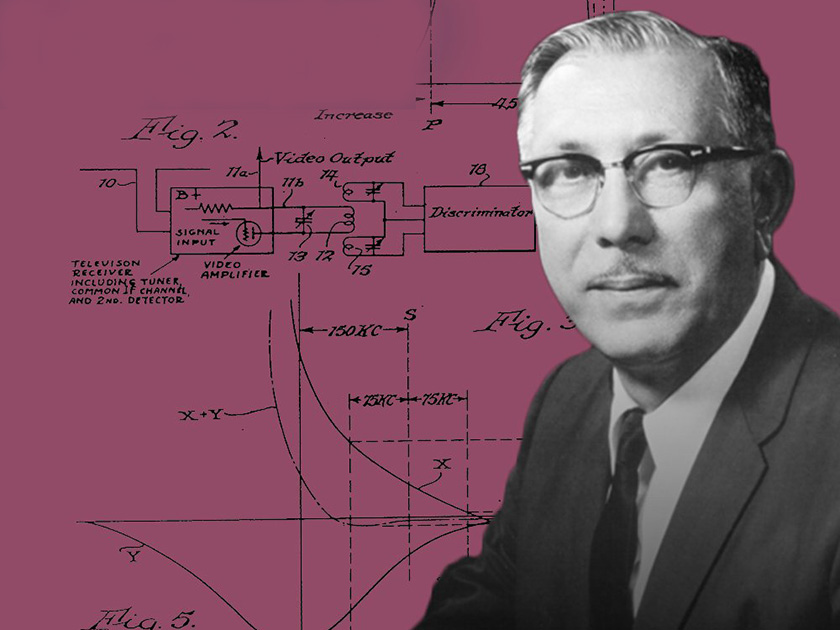 45
Increase
P
Fig. 2.
Video Output
11a
18
10
11b
14
B+
Discriminator
SIGNAL
INPUT
13
12
15
TELEVISON
RECEIVER
INCLUDING TUNER,
COMMON IF CHANNEL,
AND 2ND. DETECTOR
VIDEO
AMPLIFIER
S
Fig. 3
150KC
75KC
75KC
X+Y
X
Y
Fig. 5.